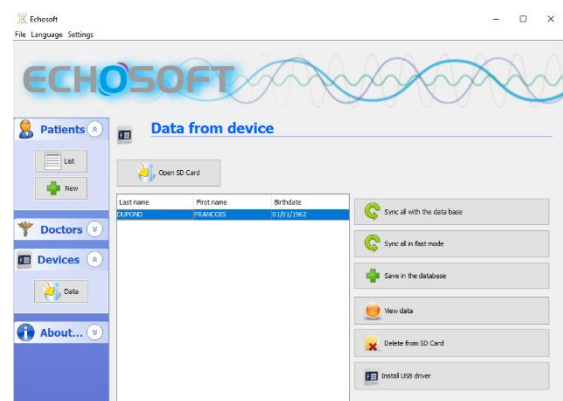 Echosoft
File Language Settings
ECHOSOFT
Patients
List
New
Doctors
Devices
Data
About...
Data from device
Open SD Card
Last name First name Birthdate
DUPOND FRANCOIS 01/01/1962
Sync all with the data base
Sync all in fast mode
Save in the database
View data
Delete from SD Card
Install USB driver